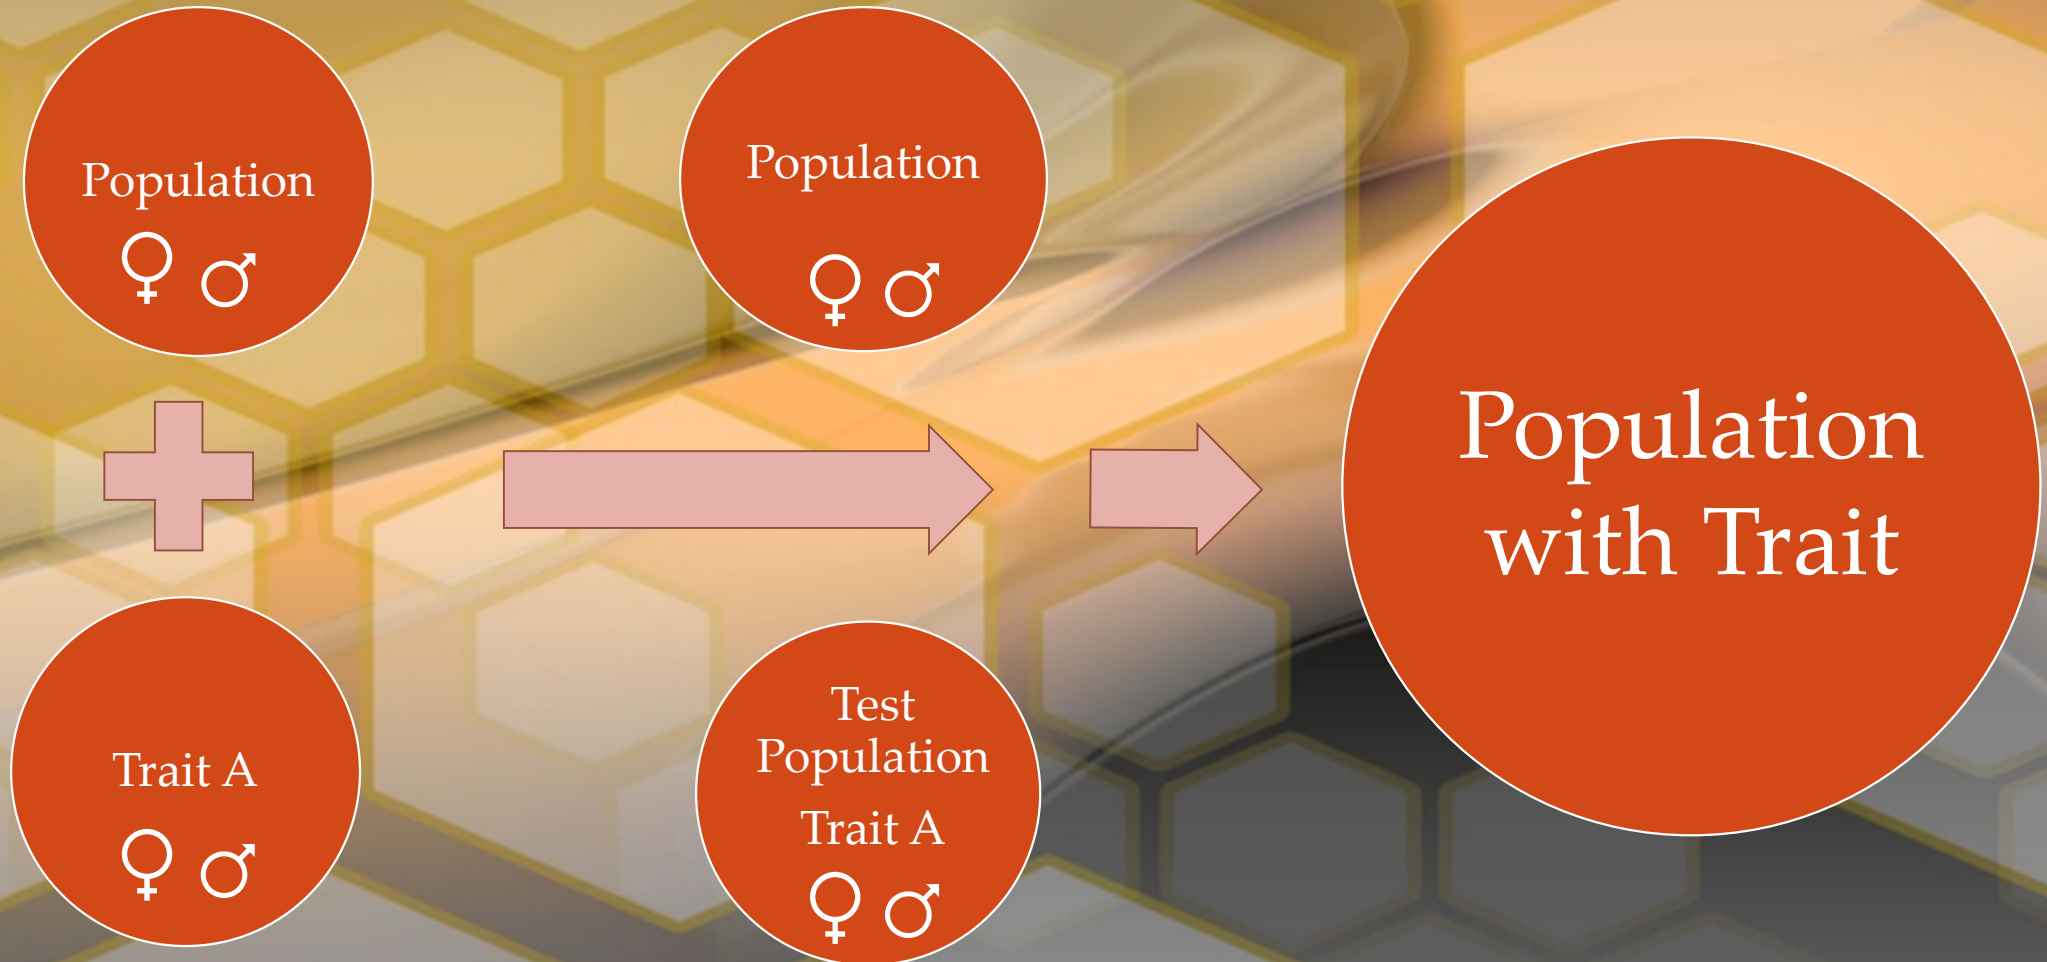 Population
♀ ♂
Trait A
♀ ♂
Population
♀ ♂
Test
Population
Trait A
♀ ♂
Population
with Trait